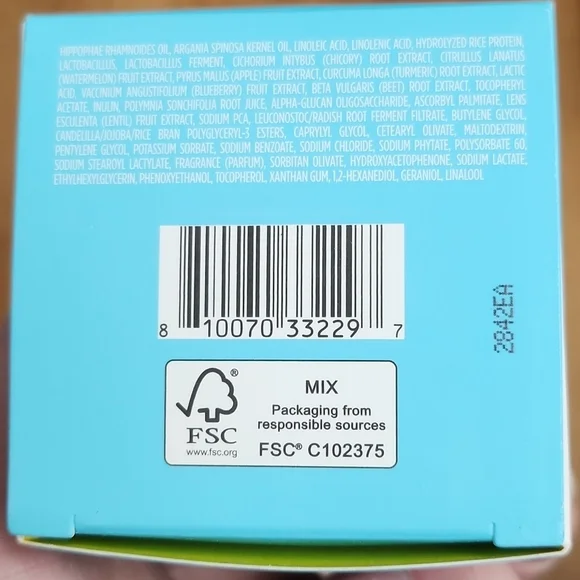 HIPPOPHAE RHAMNOIDES OIL, ARGANIA SPINOSA KERNEL OIL, LINOLEIC ACID, LINOLENIC ACID, HYDROLYZED RICE PROTEIN,
LACTOBACILLUS, LACTOBACILLUS FERMENT, CICHORIUM INTYBUS (CHICORY) ROOT EXTRACT, CITRULLUS LANATUS
(WATERMELON) FRUIT EXTRACT, PYRUS MALUS (APPLE) FRUIT EXTRACT, CURCUMA LONGA (TURMERIC) ROOT EXTRACT, LACTIC
ACID, VACCINIUM ANGUSTIFOLIUM (BLUEBERRY) FRUIT EXTRACT, BETA VULGARIS (BEET) ROOT EXTRACT, TOCOPHERYL
ACETATE, INULIN, POLYMNIA SONCHIFOLIA ROOT JUICE, ALPHA-GLUCAN OLIGOSACCHARIDE, ASCORBYL PALMITATE, LENS
ESCULENTA (LENTIL) FRUIT EXTRACT, SODIUM PCA, LEUCONOSTOC/RADISH ROOT FERMENT FILTRATE, BUTYLENE GLYCOL,
CANDELILLA/JOJOBA/RICE BRAN POLYGLYCERYL-3 ESTERS, CAPRYLYL GLYCOL, CETEARYL OLIVATE, MALTODEXTRIN,
PENTYLENE GLYCOL, POTASSIUM SORBATE, SODIUM BENZOATE, SODIUM CHLORIDE, SODIUM PHYTATE, POLYSORBATE 60,
SODIUM STEAROYL LACTYLATE, FRAGRANCE (PARFUM), SORBITAN OLIVATE, HYDROXYACETOPHENONE, SODIUM LACTATE,
ETHYLHEXYLGLYCERIN, PHENOXYETHANOL, TOCOPHEROL, XANTHAN GUM, 1,2-HEXANEDIOL, GERANIOL, LINALOOL
8 10070 33229 7
2842EA
®
FSC
www.fsc.org
MIX
Packaging from
responsible sources
FSC® C102375